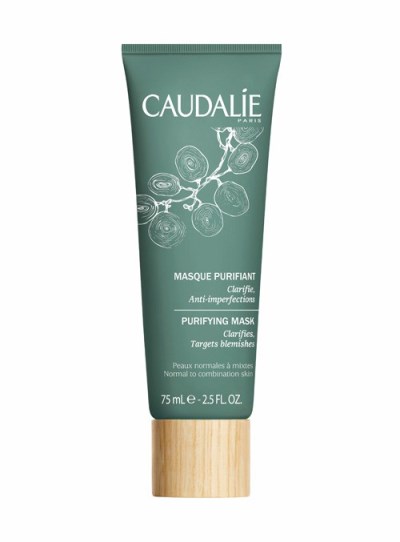 CAUDALÍE
PARIS
MASQUE PURIFIANT
Clarifie,
Anti-imperfections
PURIFYING MASK
Clarifies,
Targets blemishes
Peaux normales à mixtes
Normal to combination skin
75 mL ℮ - 2.5 FL. OZ.